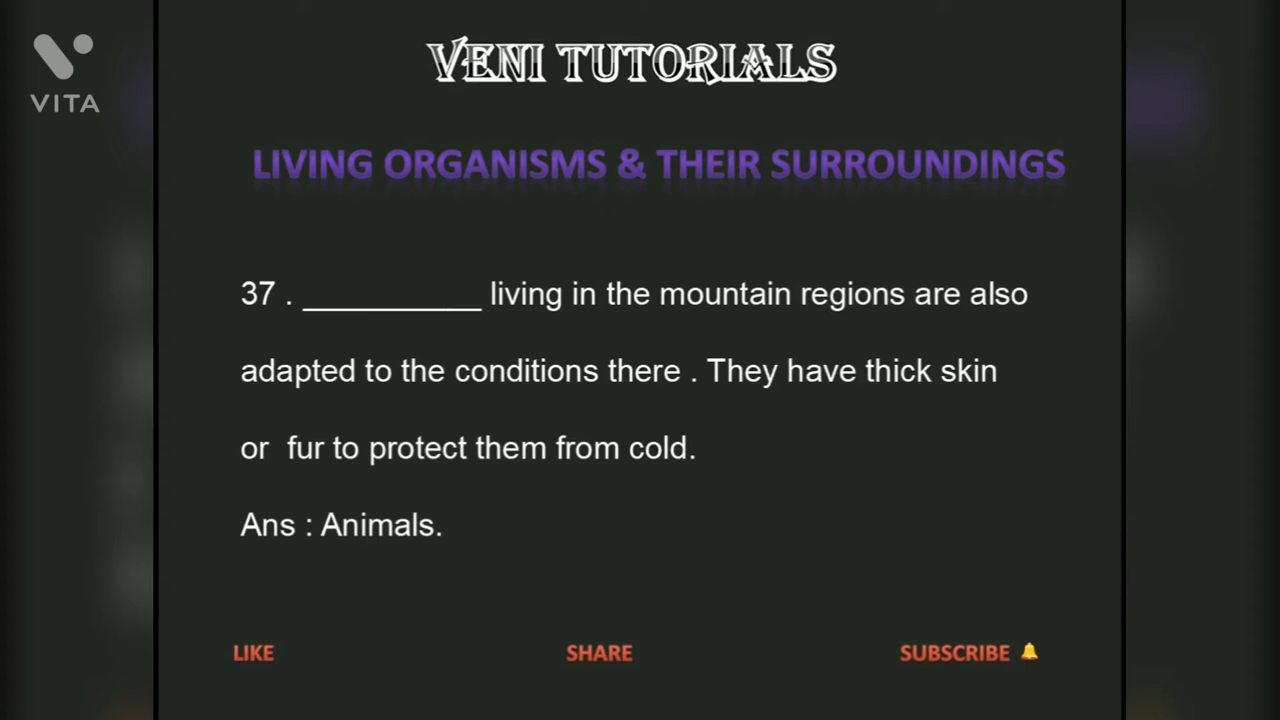 VITA
VENI TUTORIALS
LIVING ORGANISMS & THEIR SURROUNDINGS
37 . __________ living in the mountain regions are also
adapted to the conditions there . They have thick skin
or fur to protect them from cold.
Ans : Animals.
LIKE SHARE SUBSCRIBE 🔔